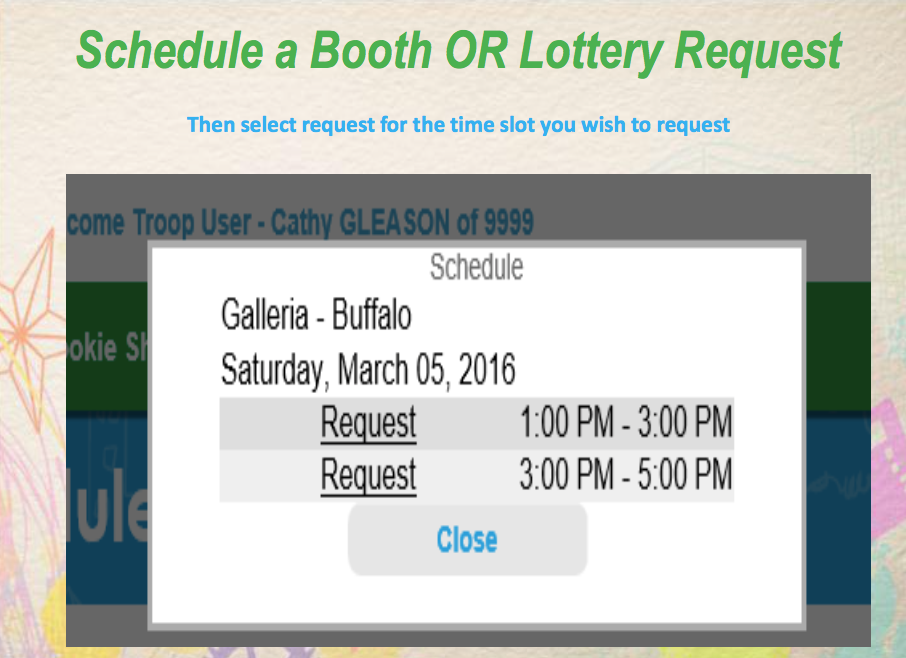 Schedule a Booth OR Lottery Request
Then select request for the time slot you wish to request
come Troop User - Cathy GLEASON of 9999
Schedule
Galleria - Buffalo
Saturday, March 05, 2016
okie Sh
Request 1:00 PM - 3:00 PM
Request 3:00 PM - 5:00 PM
ule
Close